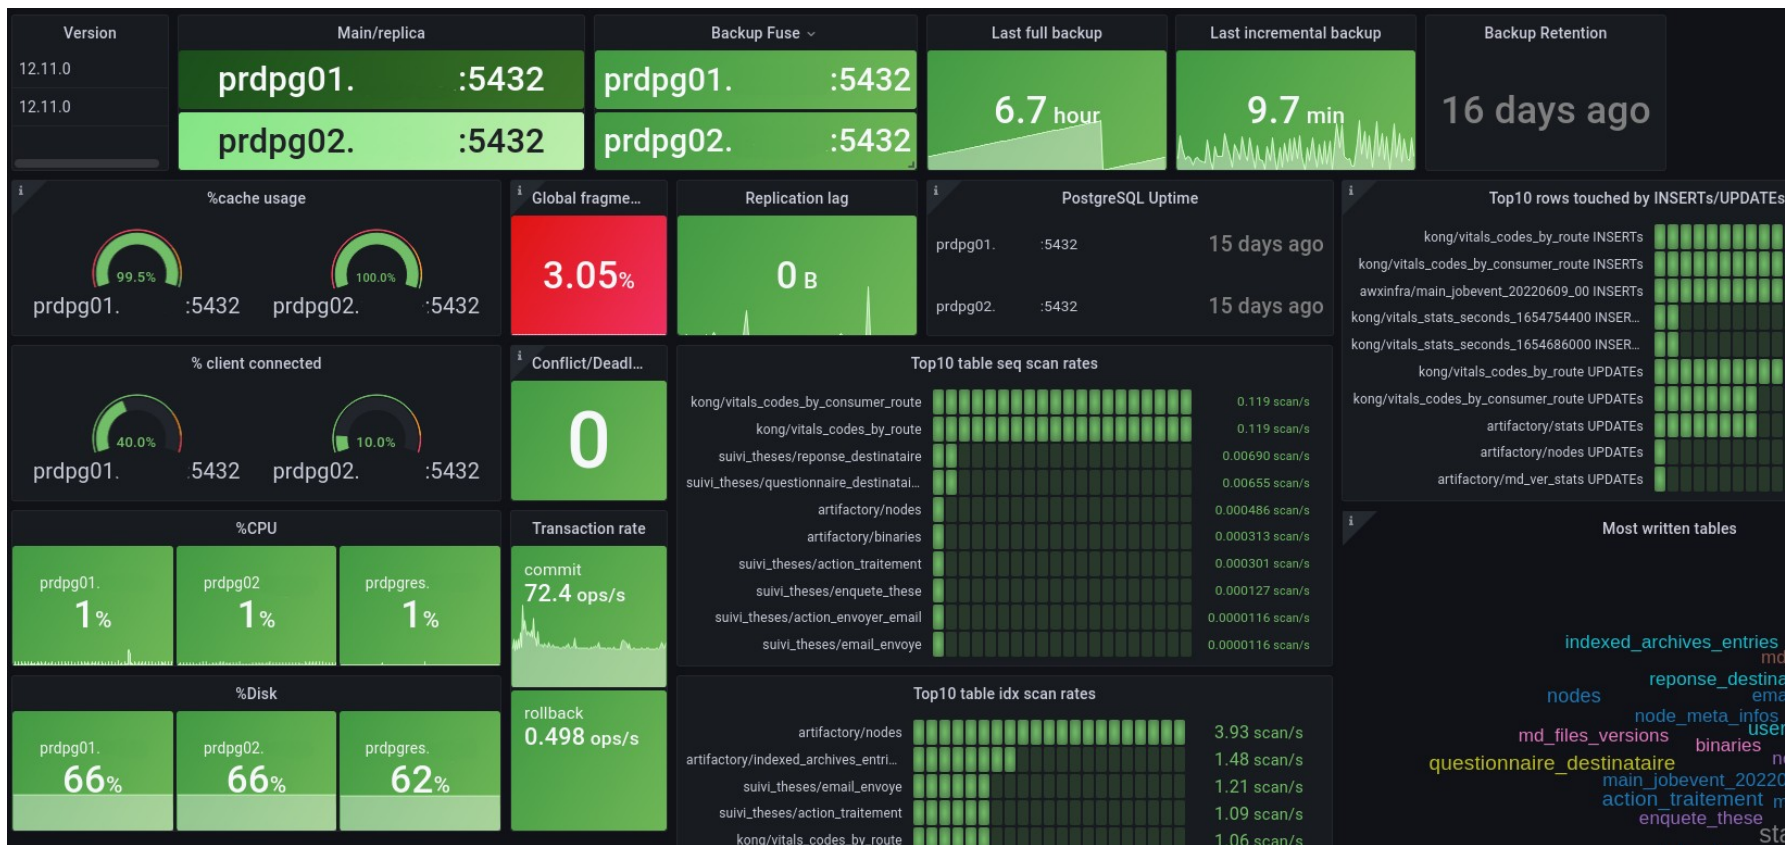 Version
12.11.0
12.11.0
Main/replica
prdpg01. :5432
prdpg02. :5432
Backup Fuse
prdpg01. :5432
prdpg02. :5432
Last full backup
6.7 hour
Last incremental backup
9.7 min
Backup Retention
16 days ago
%cache usage
99.5%
prdpg01. :5432
100.0%
prdpg02. :5432
Global fragme...
3.05%
Replication lag
0 B
PostgreSQL Uptime
prdpg01. :5432 15 days ago
prdpg02. :5432 15 days ago
Top10 rows touched by INSERTs/UPDATEs
kong/vitals_codes_by_route INSERTs
kong/vitals_codes_by_consumer_route INSERTs
awxinfra/main_jobevent_20220609_00 INSERTs
kong/vitals_stats_seconds_1654754400 INSER...
kong/vitals_stats_seconds_1654686000 INSER...
kong/vitals_codes_by_route UPDATEs
kong/vitals_codes_by_consumer_route UPDATEs
artifactory/stats UPDATEs
artifactory/nodes UPDATEs
artifactory/md_ver_stats UPDATEs
% client connected
40.0%
prdpg01. :5432
10.0%
prdpg02. :5432
Conflict/Deadl...
0
Top10 table seq scan rates
kong/vitals_codes_by_consumer_route 0.119 scan/s
kong/vitals_codes_by_route 0.119 scan/s
suivi_theses/reponse_destinataire 0.00690 scan/s
suivi_theses/questionnaire_destinatai... 0.00655 scan/s
artifactory/nodes 0.000486 scan/s
artifactory/binaries 0.000313 scan/s
suivi_theses/action_traitement 0.000301 scan/s
suivi_theses/enquete_these 0.000127 scan/s
suivi_theses/action_envoyer_email 0.0000116 scan/s
suivi_theses/email_envoye 0.0000116 scan/s
%CPU
prdpg01.
1%
prdpg02
1%
prdpgres.
1%
Transaction rate
commit
72.4 ops/s
rollback
0.498 ops/s
%Disk
prdpg01.
66%
prdpg02.
66%
prdpgres.
62%
Top10 table idx scan rates
artifactory/nodes 3.93 scan/s
artifactory/indexed_archives_entri... 1.48 scan/s
suivi_theses/email_envoye 1.21 scan/s
suivi_theses/action_traitement 1.09 scan/s
kong/vitals_codes_by_route 1.06 scan/s
Most written tables
indexed_archives_entries
md
reponse_destina
nodes
ema
node_meta_infos
user
md_files_versions
binaries
questionnaire_destinataire
main_jobevent_20220
action_traitement
enquete_these
sta